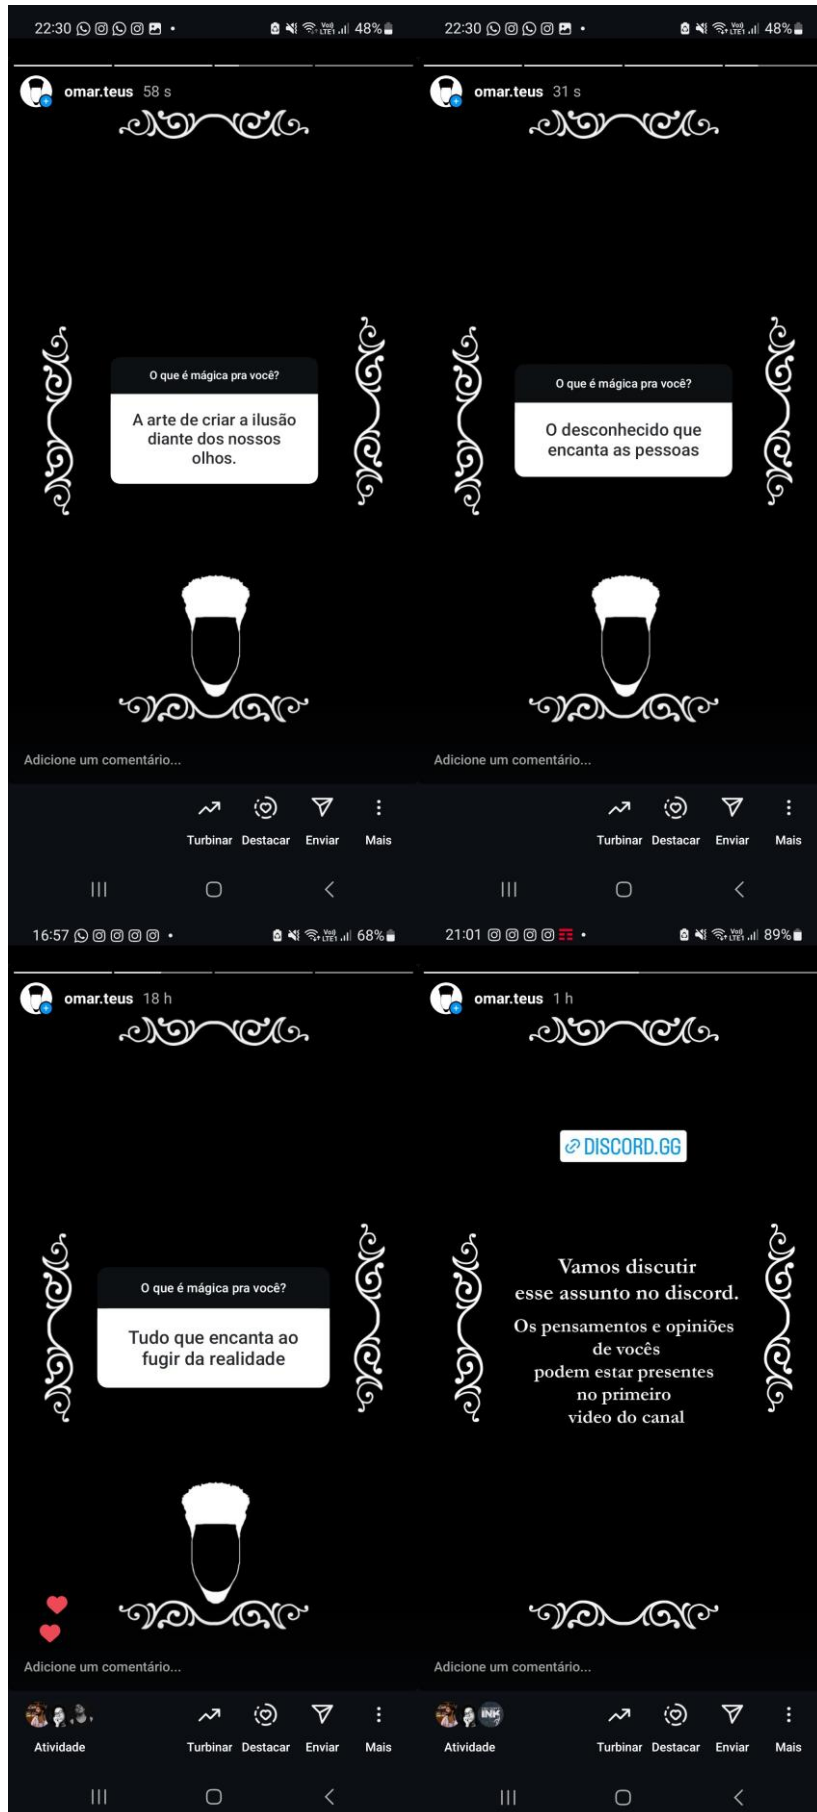 22:30
48%
omar.teus 58 s
O que é mágica pra você?
A arte de criar a ilusão
diante dos nossos
olhos.
Adicione um comentário...
Turbinar Destacar Enviar Mais
22:30
48%
omar.teus 31 s
O que é mágica pra você?
O desconhecido que
encanta as pessoas
Adicione um comentário...
Turbinar Destacar Enviar Mais
16:57
68%
omar.teus 18 h
O que é mágica pra você?
Tudo que encanta ao
fugir da realidade
Adicione um comentário...
Atividade Turbinar Destacar Enviar Mais
21:01
89%
omar.teus 1 h
DISCORD.GG
Vamos discutir
esse assunto no discord.
Os pensamentos e opiniões
de vocês
podem estar presentes
no primeiro
video do canal
Adicione um comentário...
INK
Atividade Turbinar Destacar Enviar Mais